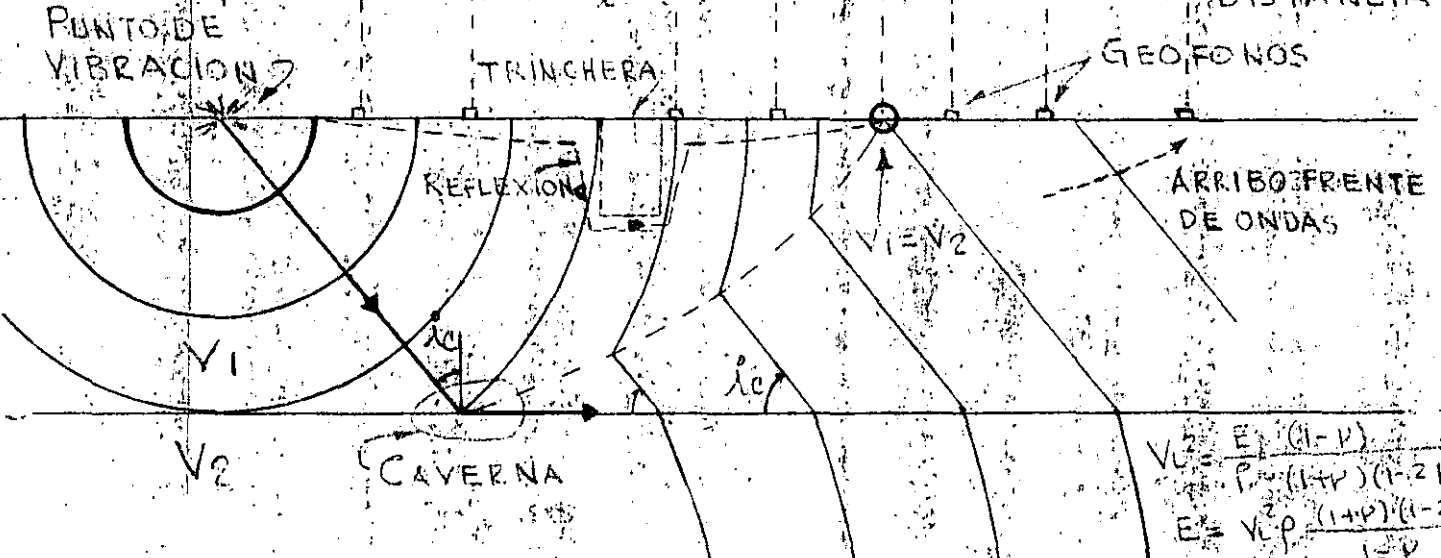 PUNTO DE
VIBRACION
TRINCHERA
GEOFONOS
REFLEXION
ARRIBO FRENTE
DE ONDAS
V1 = V2
V1
ic
ic
V2
CAVERNA